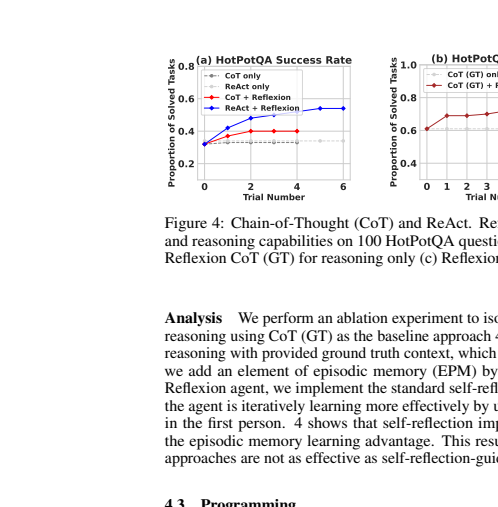 (a) HotPotQA Success Rate
Proportion of Solved Tasks
0.8
0.6
0.4
0.2
CoT only
ReAct only
CoT + Reflexion
ReAct + Reflexion
0 2 4 6
Trial Number
(b) HotPotQ
Proportion of Solved Tasks
1.0
0.8
0.6
0.4
CoT (GT) onl
CoT (GT) + R
0 1 2 3
Trial N
Figure 4: Chain-of-Thought (CoT) and ReAct. Re
and reasoning capabilities on 100 HotPotQA questi
Reflexion CoT (GT) for reasoning only (c) Reflexion
Analysis We perform an ablation experiment to iso
reasoning using CoT (GT) as the baseline approach 4
reasoning with provided ground truth context, which
we add an element of episodic memory (EPM) by
Reflexion agent, we implement the standard self-refl
the agent is iteratively learning more effectively by u
in the first person. 4 shows that self-reflection imp
the episodic memory learning advantage. This resu
approaches are not as effective as self-reflection-gui
4.3 Programming